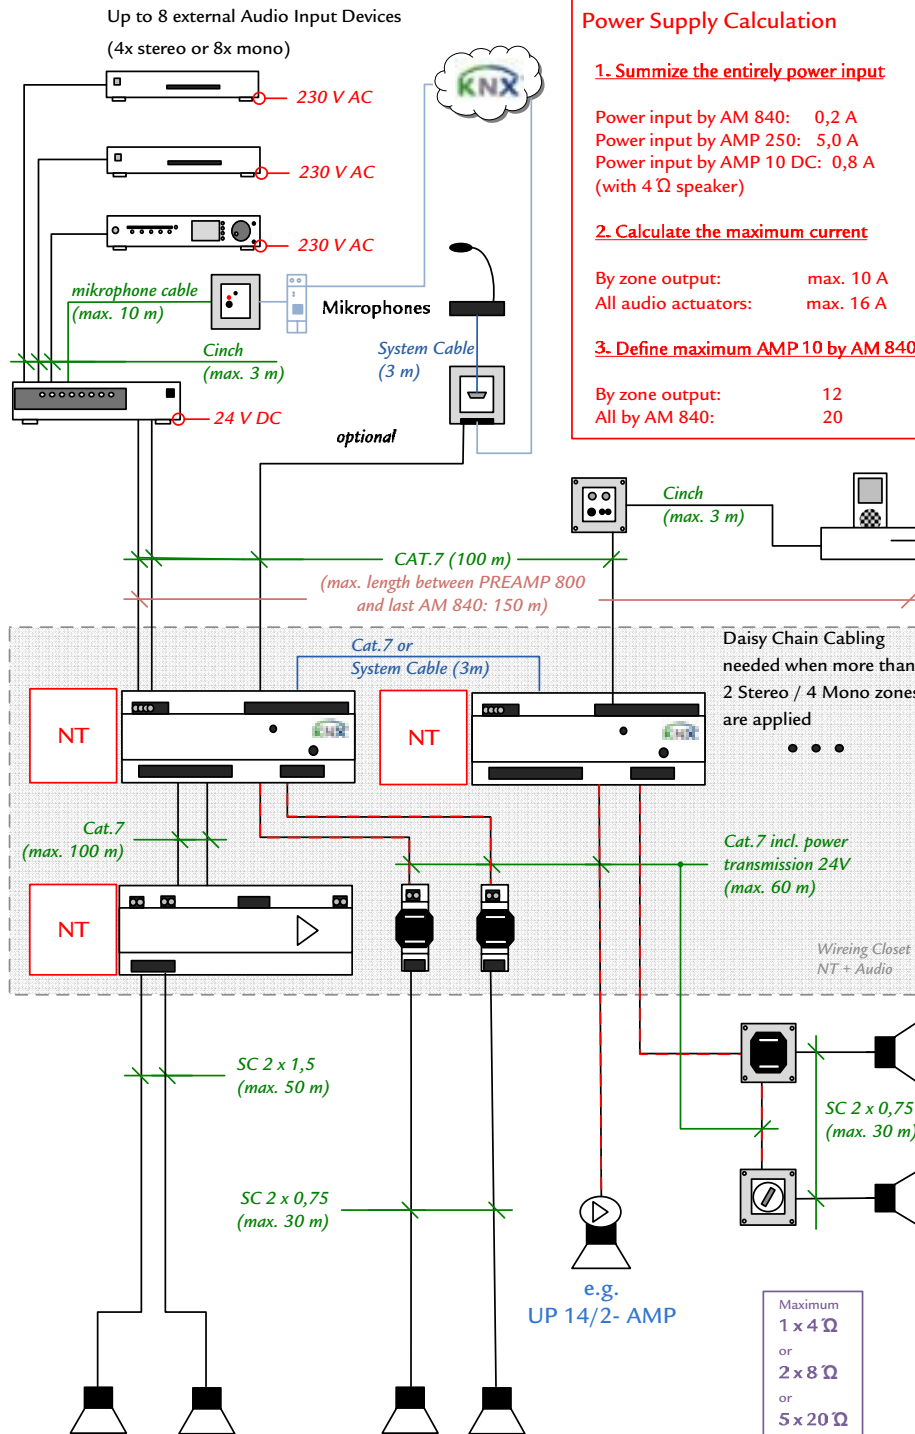 Up to 8 external Audio Input Devices
(4x stereo or 8x mono)
230 V AC
230 V AC
230 V AC
KNX
Power Supply Calculation
1. Summize the entirely power input
Power input by AM 840: 0,2 A
Power input by AMP 250: 5,0 A
Power input by AMP 10 DC: 0,8 A
(with 4 Ω speaker)
2. Calculate the maximum current
By zone output: max. 10 A
All audio actuators: max. 16 A
3. Define maximum AMP 10 by AM 840
By zone output: 12
All by AM 840: 20
mikrophone cable
(max. 10 m)
Mikrophones
Cinch
(max. 3 m)
System Cable
(3 m)
24 V DC
optional
Cinch
(max. 3 m)
CAT.7 (100 m)
(max. length between PREAMP 800
and last AM 840: 150 m)
Cat.7 or
System Cable (3m)
Daisy Chain Cabling
needed when more than
2 Stereo / 4 Mono zones
are applied
NT
KNX
NT
KNX
Cat.7
(max. 100 m)
Cat.7 incl. power
transmission 24V
(max. 60 m)
NT
Wireing Closet
NT + Audio
SC 2 x 1,5
(max. 50 m)
SC 2 x 0,75
(max. 30 m)
SC 2 x 0,75
(max. 30 m)
e.g.
UP 14/2- AMP
Maximum
1 x 4 Ω
or
2 x 8 Ω
or
5 x 20 Ω